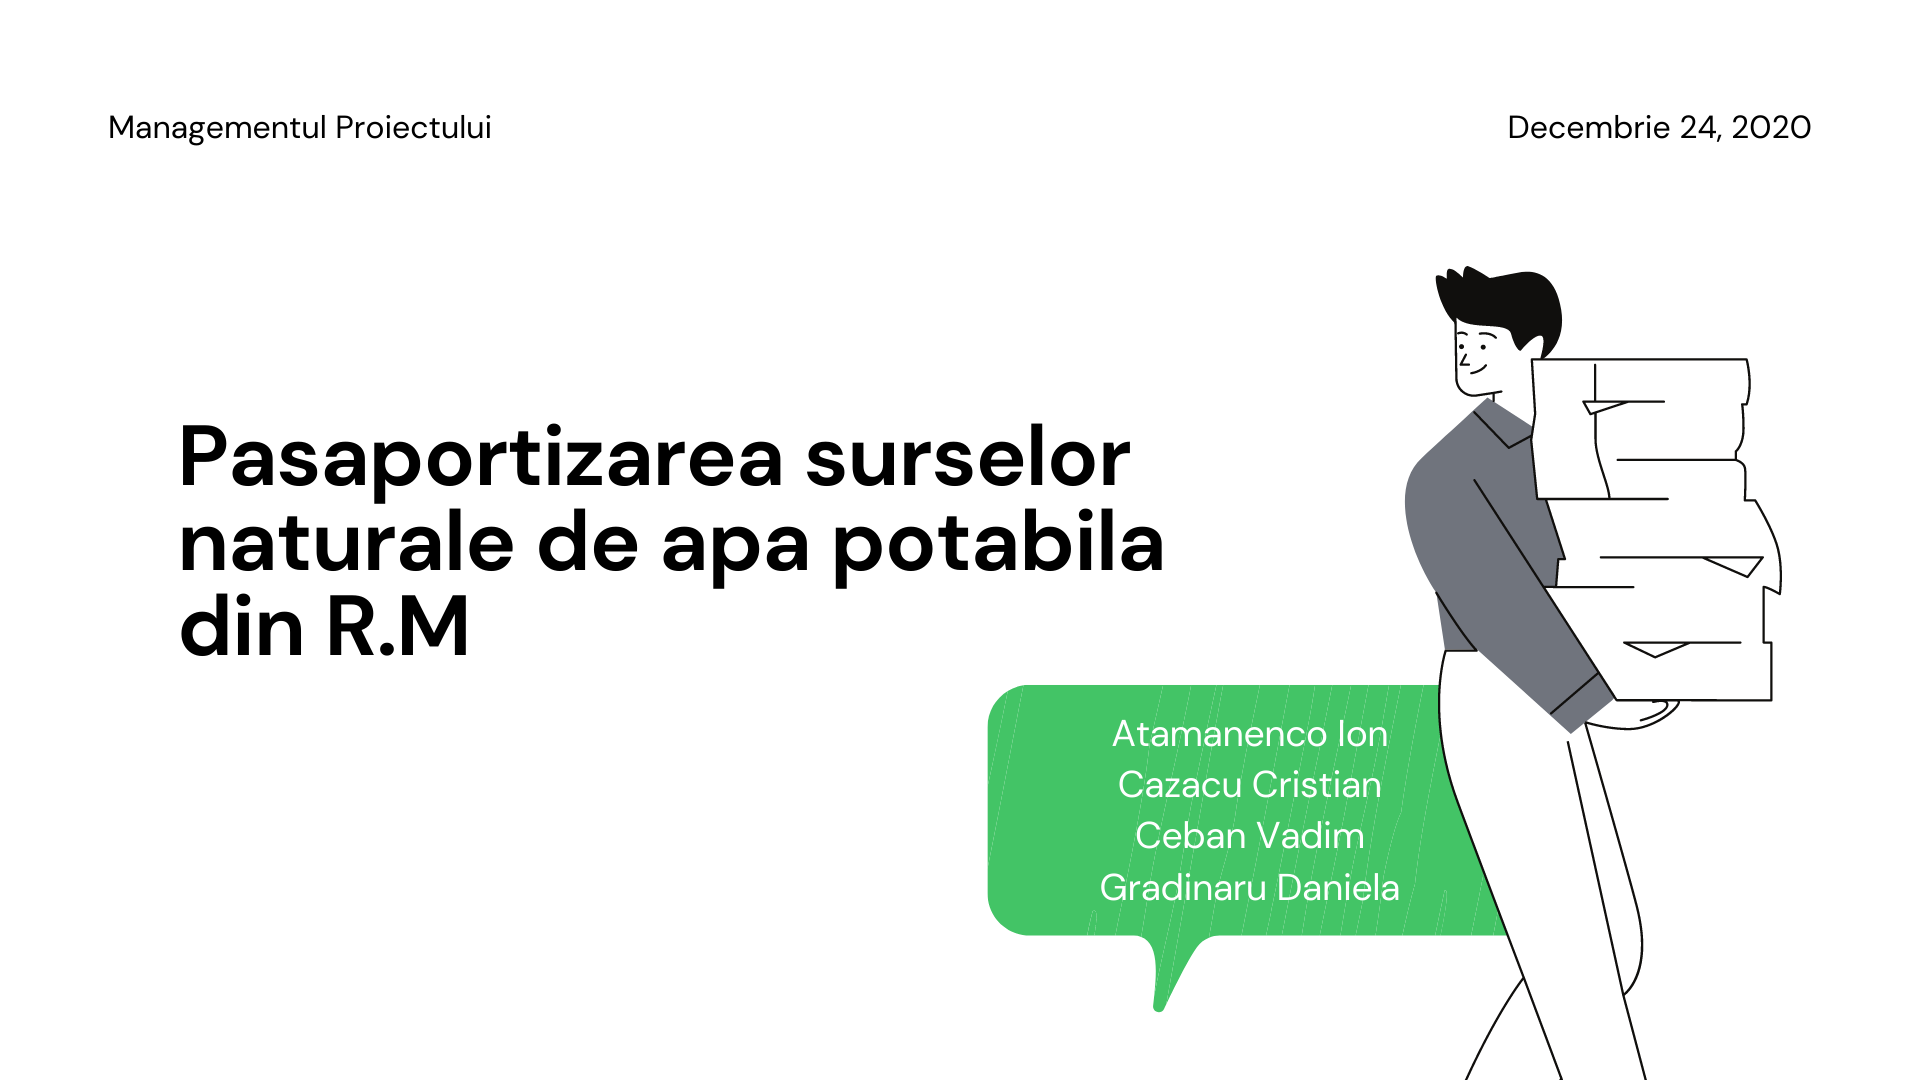 Managementul Proiectului
Decembrie 24, 2020
Pasaportizarea surselor
naturale de apa potabila
din R.M
Atamanenco Ion
Cazacu Cristian
Ceban Vadim
Gradinaru Daniela